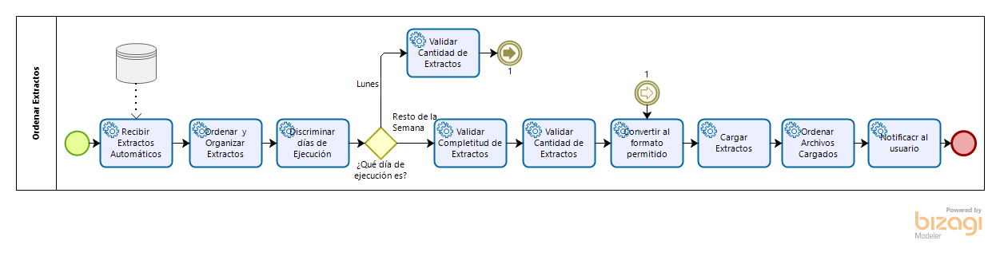 Ordenar Extractos
Recibir
Extractos
Automáticos
Ordenar y
Organizar
Extractos
Discriminar
días de
Ejecución
¿Qué día de
ejecución es?
Lunes
Validar
Cantidad de
Extractos
1
Resto de la
Semana
Validar
Completitud de
Extractos
Validar
Cantidad de
Extractos
1
Convertir al
formato
permitido
Cargar
Extractos
Ordenar
Archivos
Cargados
Notificacr al
usuario
Powered by
bizagi
Modeler